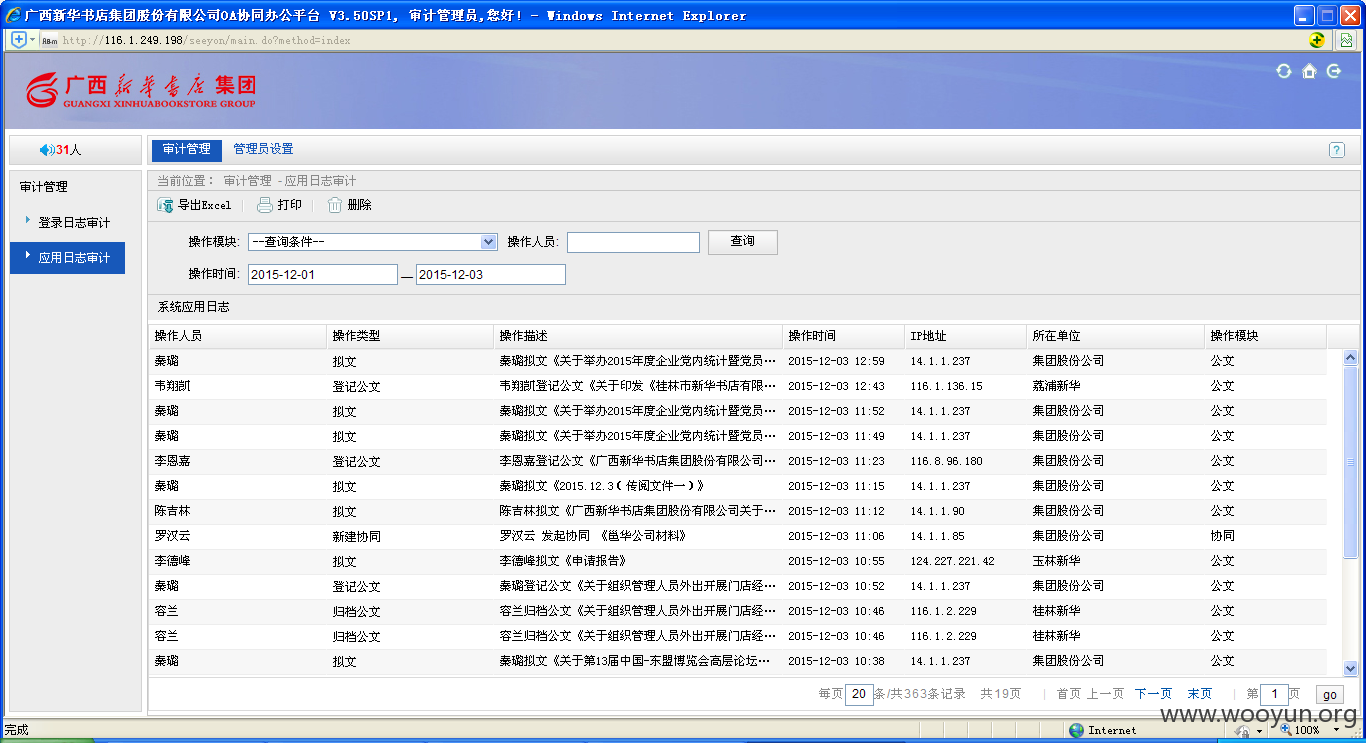 广西新华书店集团股份有限公司OA协同办公平台 V3.50SP1, 审计管理员,您好! - Windows Internet Explorer
http://116.1.249.198/seeyon/main.do?method=index
广西新华书店集团
GUANGXI XINHUABOOKSTORE GROUP
31人
审计管理 管理员设置
审计管理
登录日志审计
应用日志审计
当前位置: 审计管理 - 应用日志审计
导出Excel 打印 删除
操作模块: --查询条件-- 操作人员: 查询
操作时间: 2015-12-01 — 2015-12-03
系统应用日志
操作人员 操作类型 操作描述 操作时间 IP地址 所在单位 操作模块
秦璐 拟文 秦璐拟文《关于举办2015年度企业党内统计暨党员… 2015-12-03 12:59 14.1.1.237 集团股份公司 公文
韦翔凯 登记公文 韦翔凯登记公文《关于印发《桂林市新华书店有限… 2015-12-03 12:43 116.1.136.15 荔浦新华 公文
秦璐 拟文 秦璐拟文《关于举办2015年度企业党内统计暨党员… 2015-12-03 11:52 14.1.1.237 集团股份公司 公文
秦璐 拟文 秦璐拟文《关于举办2015年度企业党内统计暨党员… 2015-12-03 11:49 14.1.1.237 集团股份公司 公文
李恩嘉 登记公文 李恩嘉登记公文《广西新华书店集团股份有限公司… 2015-12-03 11:23 116.8.96.180 集团股份公司 公文
秦璐 拟文 秦璐拟文《2015.12.3(传阅文件一)》 2015-12-03 11:15 14.1.1.237 集团股份公司 公文
陈吉林 拟文 陈吉林拟文《广西新华书店集团股份有限公司关于… 2015-12-03 11:12 14.1.1.90 集团股份公司 公文
罗汉云 新建协同 罗汉云 发起协同 《邕华公司材料》 2015-12-03 11:06 14.1.1.85 集团股份公司 协同
李德峰 拟文 李德峰拟文《申请报告》 2015-12-03 10:55 124.227.221.42 玉林新华 公文
秦璐 登记公文 秦璐登记公文《关于组织管理人员外出开展门店经… 2015-12-03 10:52 14.1.1.237 集团股份公司 公文
容兰 归档公文 容兰归档公文《关于组织管理人员外出开展门店经… 2015-12-03 10:46 116.1.2.229 桂林新华 公文
容兰 归档公文 容兰归档公文《关于组织管理人员外出开展门店经… 2015-12-03 10:46 116.1.2.229 桂林新华 公文
秦璐 拟文 秦璐拟文《关于第13届中国-东盟博览会高层论坛… 2015-12-03 10:38 14.1.1.237 集团股份公司 公文
每页 20 条/共363条记录 共19页 | 首页 上一页 下一页 末页 | 第 1 页 go
www.wooyun.org
完成 Internet 100%